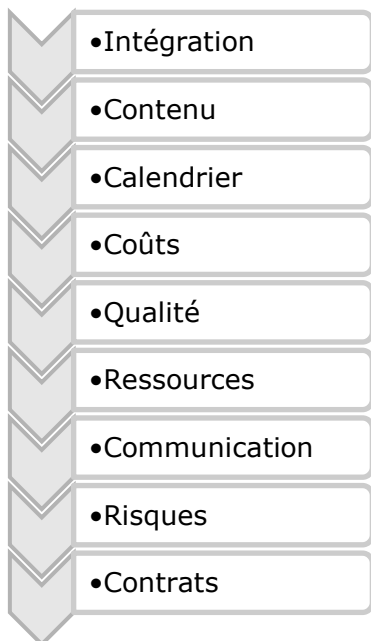 •Intégration
•Contenu
•Calendrier
•Coûts
•Qualité
•Ressources
•Communication
•Risques
•Contrats